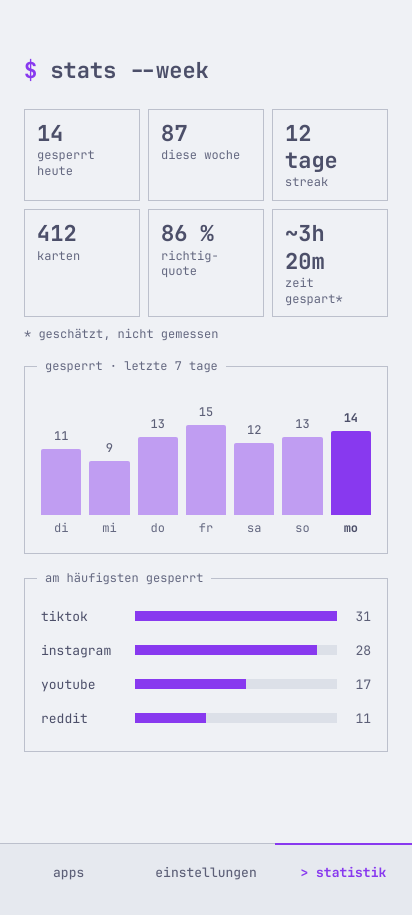 $ stats --week
14
gesperrt
heute
87
diese woche
12
tage
streak
412
karten
86 %
richtig-
quote
~3h
20m
zeit
gespart*
* geschätzt, nicht gemessen
gesperrt · letzte 7 tage
11 9 13 15 12 13 14
di mi do fr sa so mo
am häufigsten gesperrt
tiktok 31
instagram 28
youtube 17
reddit 11
apps einstellungen > statistik